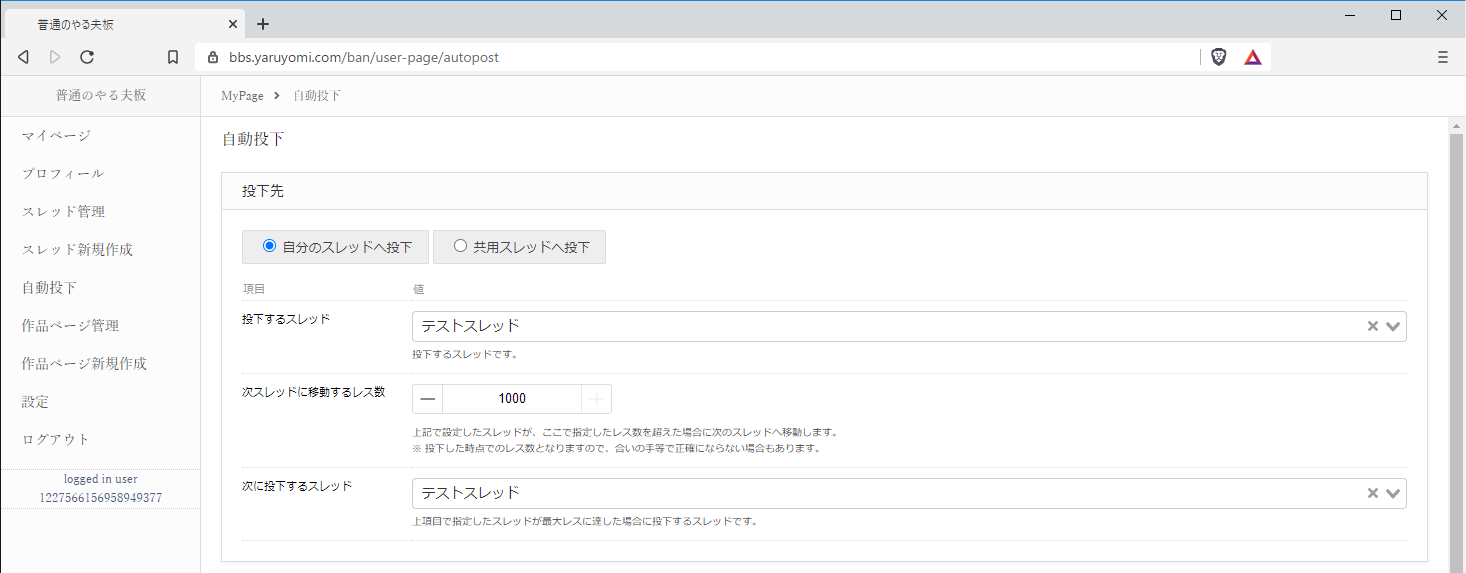 普通のやる夫板
bbs.yaruyomi.com/ban/user-page/autopost
普通のやる夫板
MyPage 自動投下
マイページ
プロフィール
スレッド管理
スレッド新規作成
自動投下
作品ページ管理
作品ページ新規作成
設定
ログアウト
logged in user
1227566156958949377
自動投下
投下先
自分のスレッドへ投下 共用スレッドへ投下
項目 値
投下するスレッド テストスレッド
投下するスレッドです。
次スレッドに移動するレス数 1000
上記で設定したスレッドが、ここで指定したレス数を超えた場合に次のスレッドへ移動します。
※ 投下した時点でのレス数となりますので、合いの手等で正確にならない場合もあります。
次に投下するスレッド テストスレッド
上項目で指定したスレッドが最大レスに達した場合に投下するスレッドです。